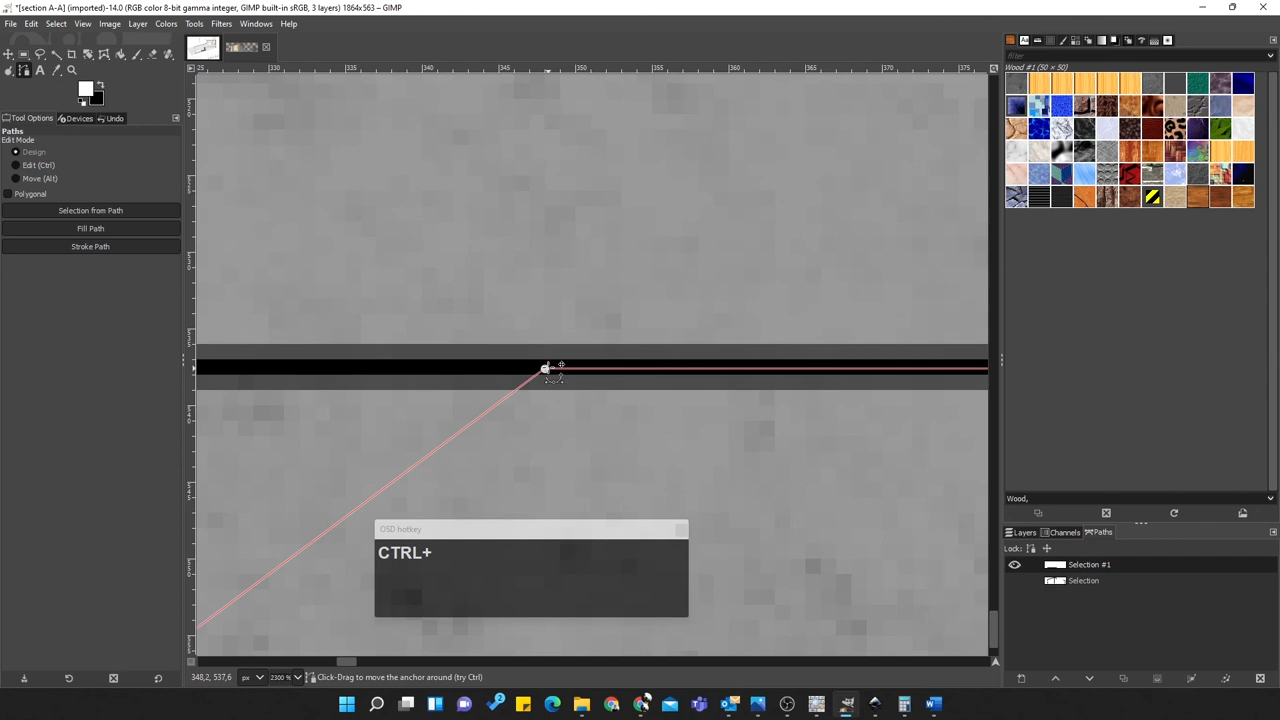 *[section A-A] (imported)-14.0 (RGB color 8-bit gamma integer, GIMP built-in sRGB, 3 layers) 1864x563 – GIMP
File Edit Select View Image Layer Colors Tools Filters Windows Help
25 330 335 340 345 350 355 360 365 370 375
filter
Wood #1 (50 × 50)
Tool Options Devices Undo
Paths
Edit Mode
Design
Edit (Ctrl)
Move (Alt)
Polygonal
Selection from Path
Fill Path
Stroke Path
OSD hotkey
CTRL+
Wood,
Layers Channels Paths
Lock:
Selection #1
Selection
348,2, 537,6 px 2300 % Click-Drag to move the anchor around (try Ctrl)
2